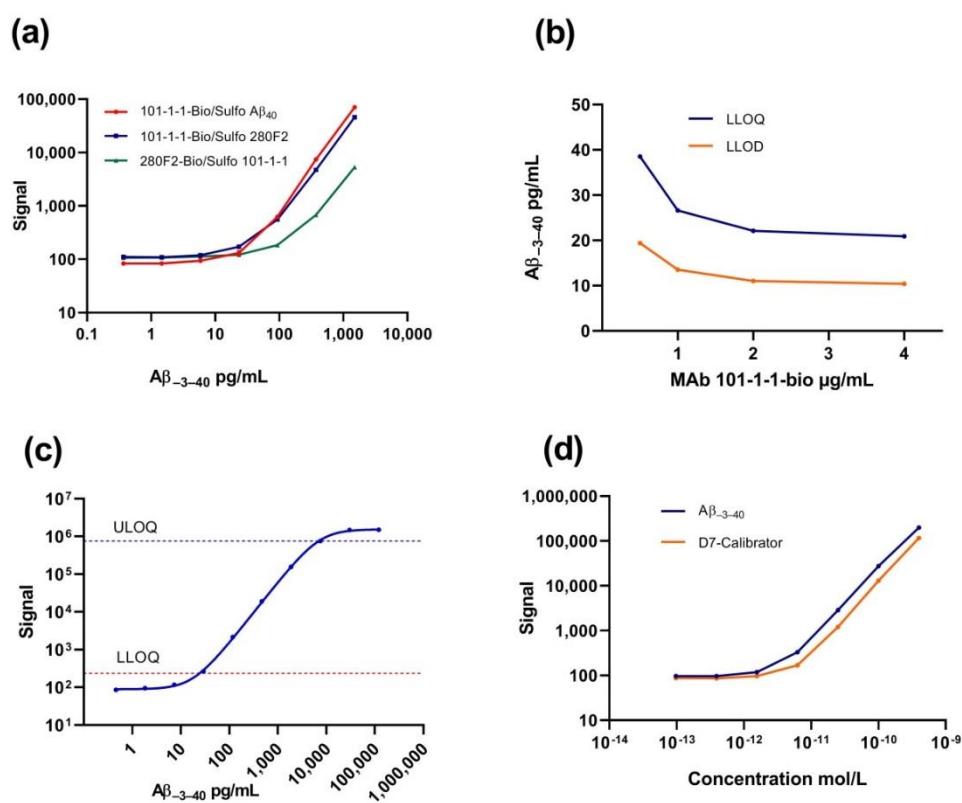 (a)
100,000
10,000
1,000
100
10
Signal
101-1-1-Bio/Sulfo Aβ₄₀
101-1-1-Bio/Sulfo 280F2
280F2-Bio/Sulfo 101-1-1
0.1
1
10
100
1,000
10,000
Aβ₋₃₋₄₀ pg/mL
(b)
50
40
30
20
10
0
Aβ₋₃₋₄₀ pg/mL
LLOQ
LLOD
1
2
3
4
MAb 101-1-1-bio µg/mL
(c)
10⁷
10⁶
10⁵
10⁴
10³
10²
10¹
Signal
ULOQ
LLOQ
1
10
100
1,000
10,000
100,000
1,000,000
Aβ₋₃₋₄₀ pg/mL
(d)
1,000,000
100,000
10,000
1,000
100
10
Signal
Aβ₋₃₋₄₀
D7-Calibrator
10⁻¹⁴
10⁻¹³
10⁻¹²
10⁻¹¹
10⁻¹⁰
10⁻⁹
Concentration mol/L